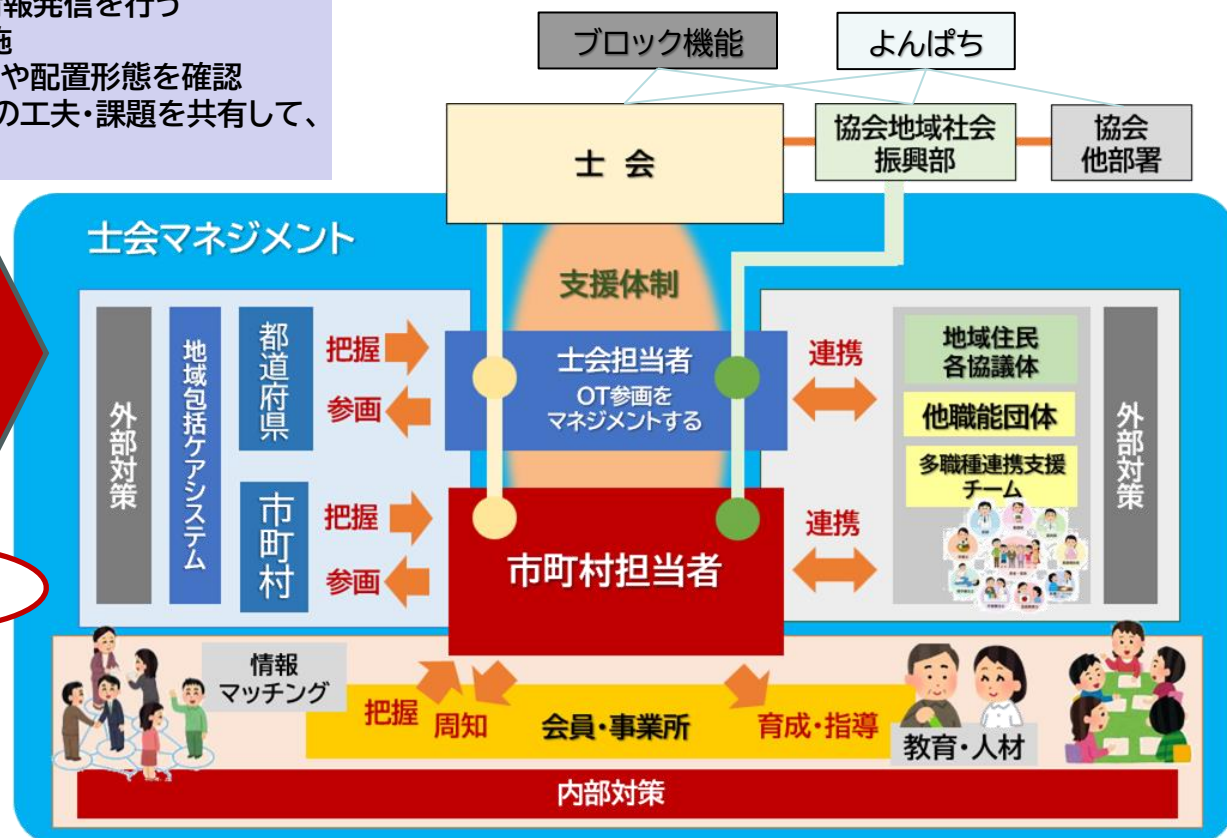 報発信を行う
施
や配置形態を確認
の工夫・課題を共有して、
ブロック機能
よんぱち
士 会
協会地域社会
振興部
協会
他部署
士会マネジメント
支援体制
外部対策
地域包括ケアシステム
都道府県
把握
参画
市町村
把握
参画
士会担当者
OT参画を
マネジメントする
市町村担当者
連携
連携
地域住民
各協議体
他職能団体
多職種連携支援
チーム
外部対策
情報
マッチング
把握
周知
会員・事業所
育成・指導
教育・人材
内部対策